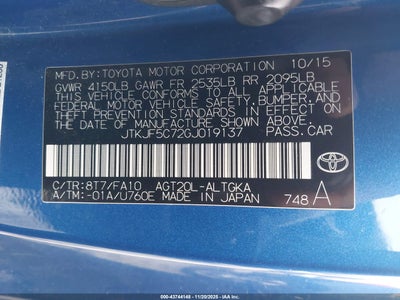 MFD.BY:TOYOTA MOTOR CORPORATION 10/15
GVWR 4150LB GAWR FR 2535LB RR 2095LB
THIS VEHICLE CONFORMS TO ALL APPLICABLE
FEDERAL MOTOR VEHICLE SAFETY, BUMPER, AND
THEFT PREVENTION STANDARDS IN EFFECT ON THE
DATE OF MANUFACTURE SHOWN ABOVE.
JTKJF5C72GJ019137 PASS.CAR
C/TR:8T7/FA10 AGT20L-ALTGKA
A/TM:-01A/U760E MADE IN JAPAN 748 A
TOYOTA
© 000-43744148 - 11/20/2025 - IAA HQ